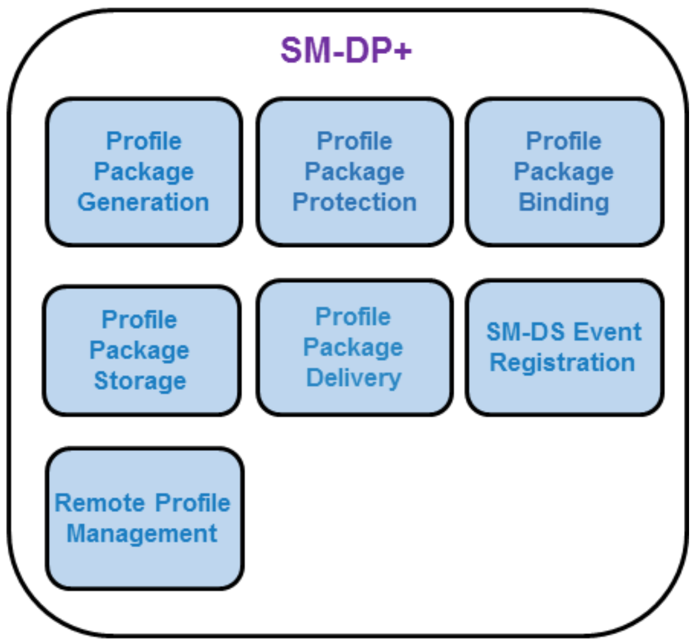 SM-DP+
Profile
Package
Generation
Profile
Package
Protection
Profile
Package
Binding
Profile
Package
Storage
Profile
Package
Delivery
SM-DS Event
Registration
Remote Profile
Management